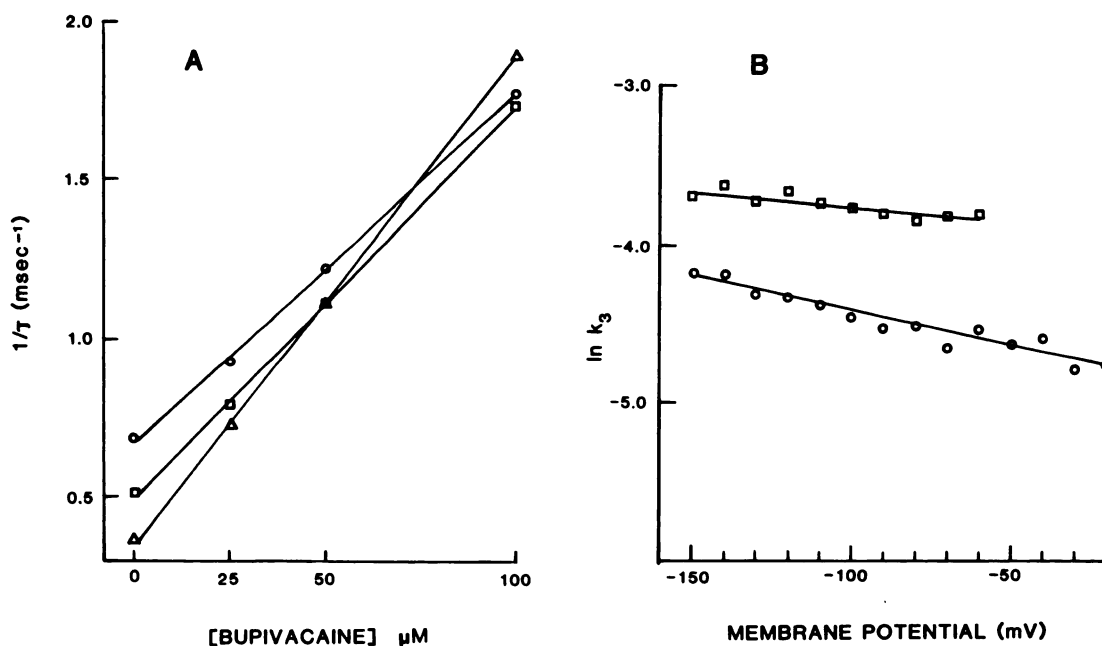 A
2.0
1.5
1.0
0.5
1/τ (msec⁻¹)
0
25
50
100
[BUPIVACAINE] μM
B
-3.0
-4.0
-5.0
ln k₃
-150
-100
-50
MEMBRANE POTENTIAL (mV)